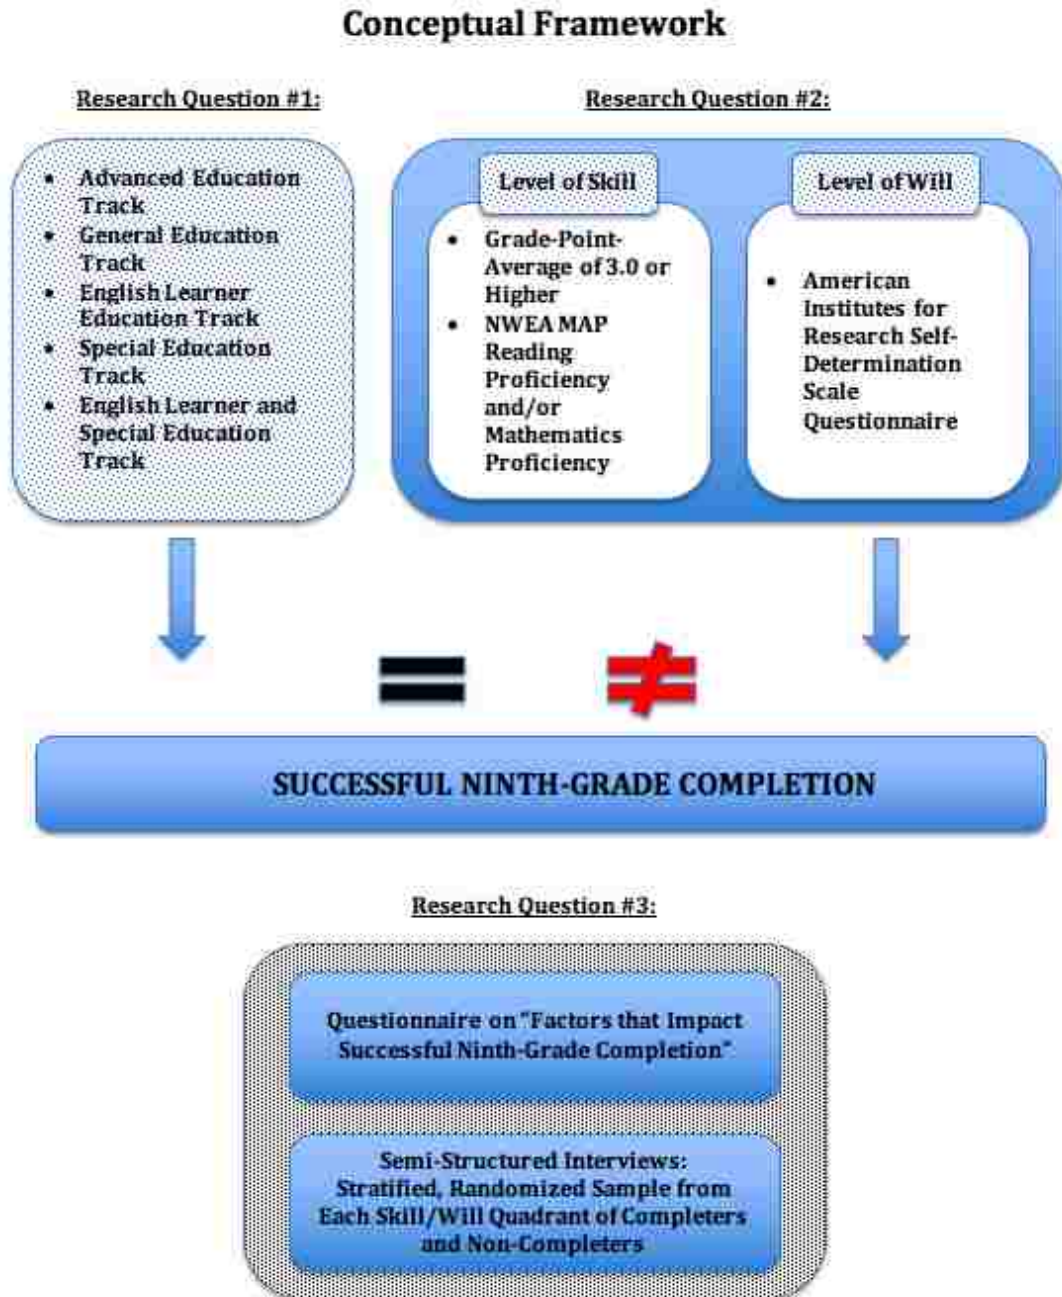 Conceptual Framework
Research Question #1:
• Advanced Education
Track
• General Education
Track
• English Learner
Education Track
• Special Education
Track
• English Learner and
Special Education
Track
Research Question #2:
Level of Skill
• Grade-Point-
Average of 3.0 or
Higher
• NWEA MAP
Reading
Proficiency
and/or
Mathematics
Proficiency
Level of Will
• American
Institutes for
Research Self-
Determination
Scale
Questionnaire
= ≠
SUCCESSFUL NINTH-GRADE COMPLETION
Research Question #3:
Questionnaire on "Factors that Impact
Successful Ninth-Grade Completion"
Semi-Structured Interviews:
Stratified, Randomized Sample from
Each Skill/Will Quadrant of Completers
and Non-Completers